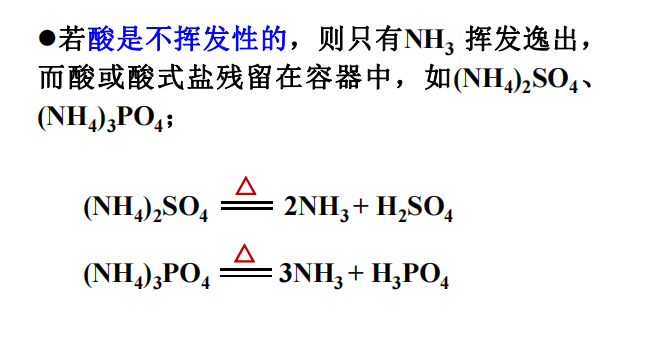 ●若酸是不挥发性的，则只有NH₃ 挥发逸出，
而酸或酸式盐残留在容器中，如(NH₄)₂SO₄、
(NH₄)₃PO₄；
(NH₄)₂SO₄ ══△══ 2NH₃ + H₂SO₄
(NH₄)₃PO₄ ══△══ 3NH₃ + H₃PO₄